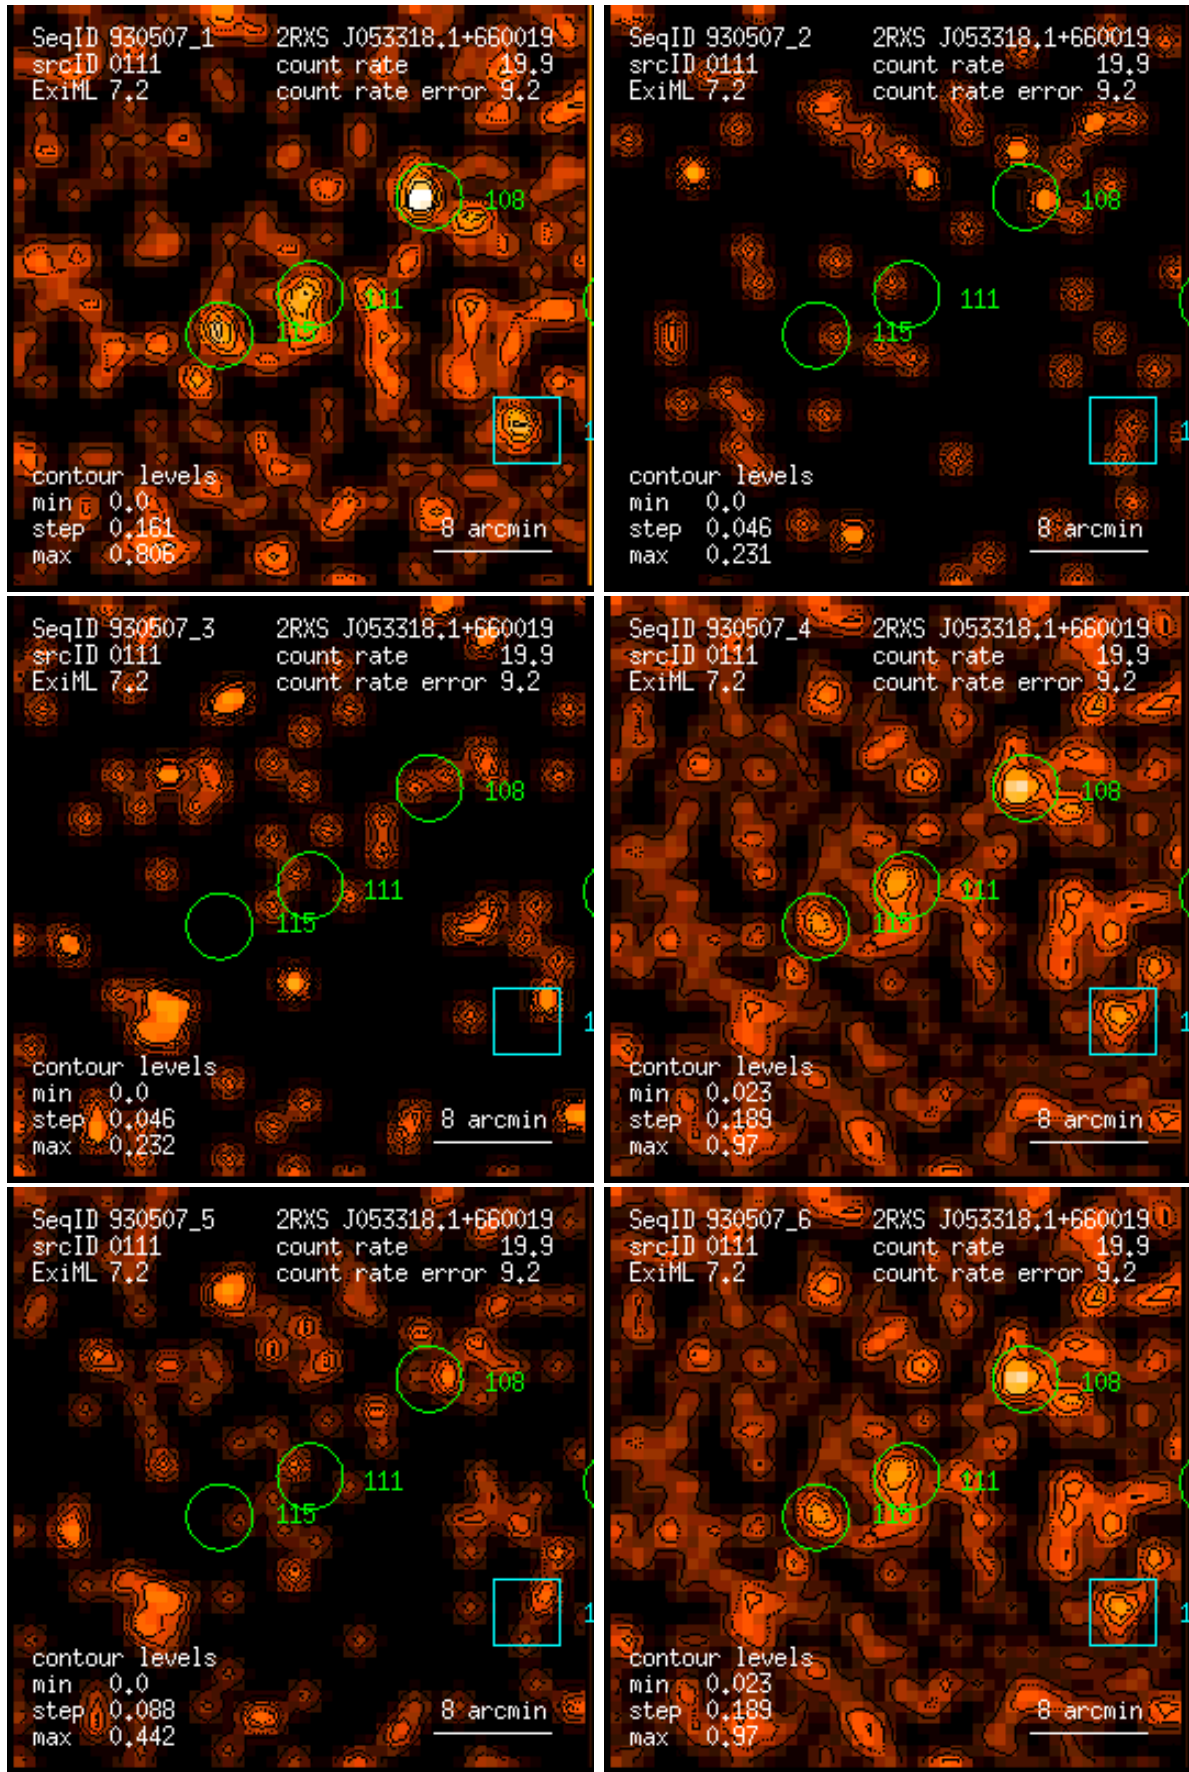 SeqID 930507_1 2RXS J053318.1+660019
srcID 0111 count rate 19.9
ExiML 7.2 count rate error 9.2
108
111
115
1
contour levels
min 0.0
step 0.161
max 0.806
8 arcmin
SeqID 930507_2 2RXS J053318.1+660019
srcID 0111 count rate 19.9
ExiML 7.2 count rate error 9.2
108
111
115
1
contour levels
min 0.0
step 0.046
max 0.231
8 arcmin
SeqID 930507_3 2RXS J053318.1+660019
srcID 0111 count rate 19.9
ExiML 7.2 count rate error 9.2
108
111
115
1
contour levels
min 0.0
step 0.046
max 0.232
8 arcmin
SeqID 930507_4 2RXS J053318.1+660019
srcID 0111 count rate 19.9
ExiML 7.2 count rate error 9.2
108
111
115
1
contour levels
min 0.023
step 0.189
max 0.97
8 arcmin
SeqID 930507_5 2RXS J053318.1+660019
srcID 0111 count rate 19.9
ExiML 7.2 count rate error 9.2
108
111
115
1
contour levels
min 0.0
step 0.088
max 0.442
8 arcmin
SeqID 930507_6 2RXS J053318.1+660019
srcID 0111 count rate 19.9
ExiML 7.2 count rate error 9.2
108
111
115
1
contour levels
min 0.023
step 0.189
max 0.97
8 arcmin